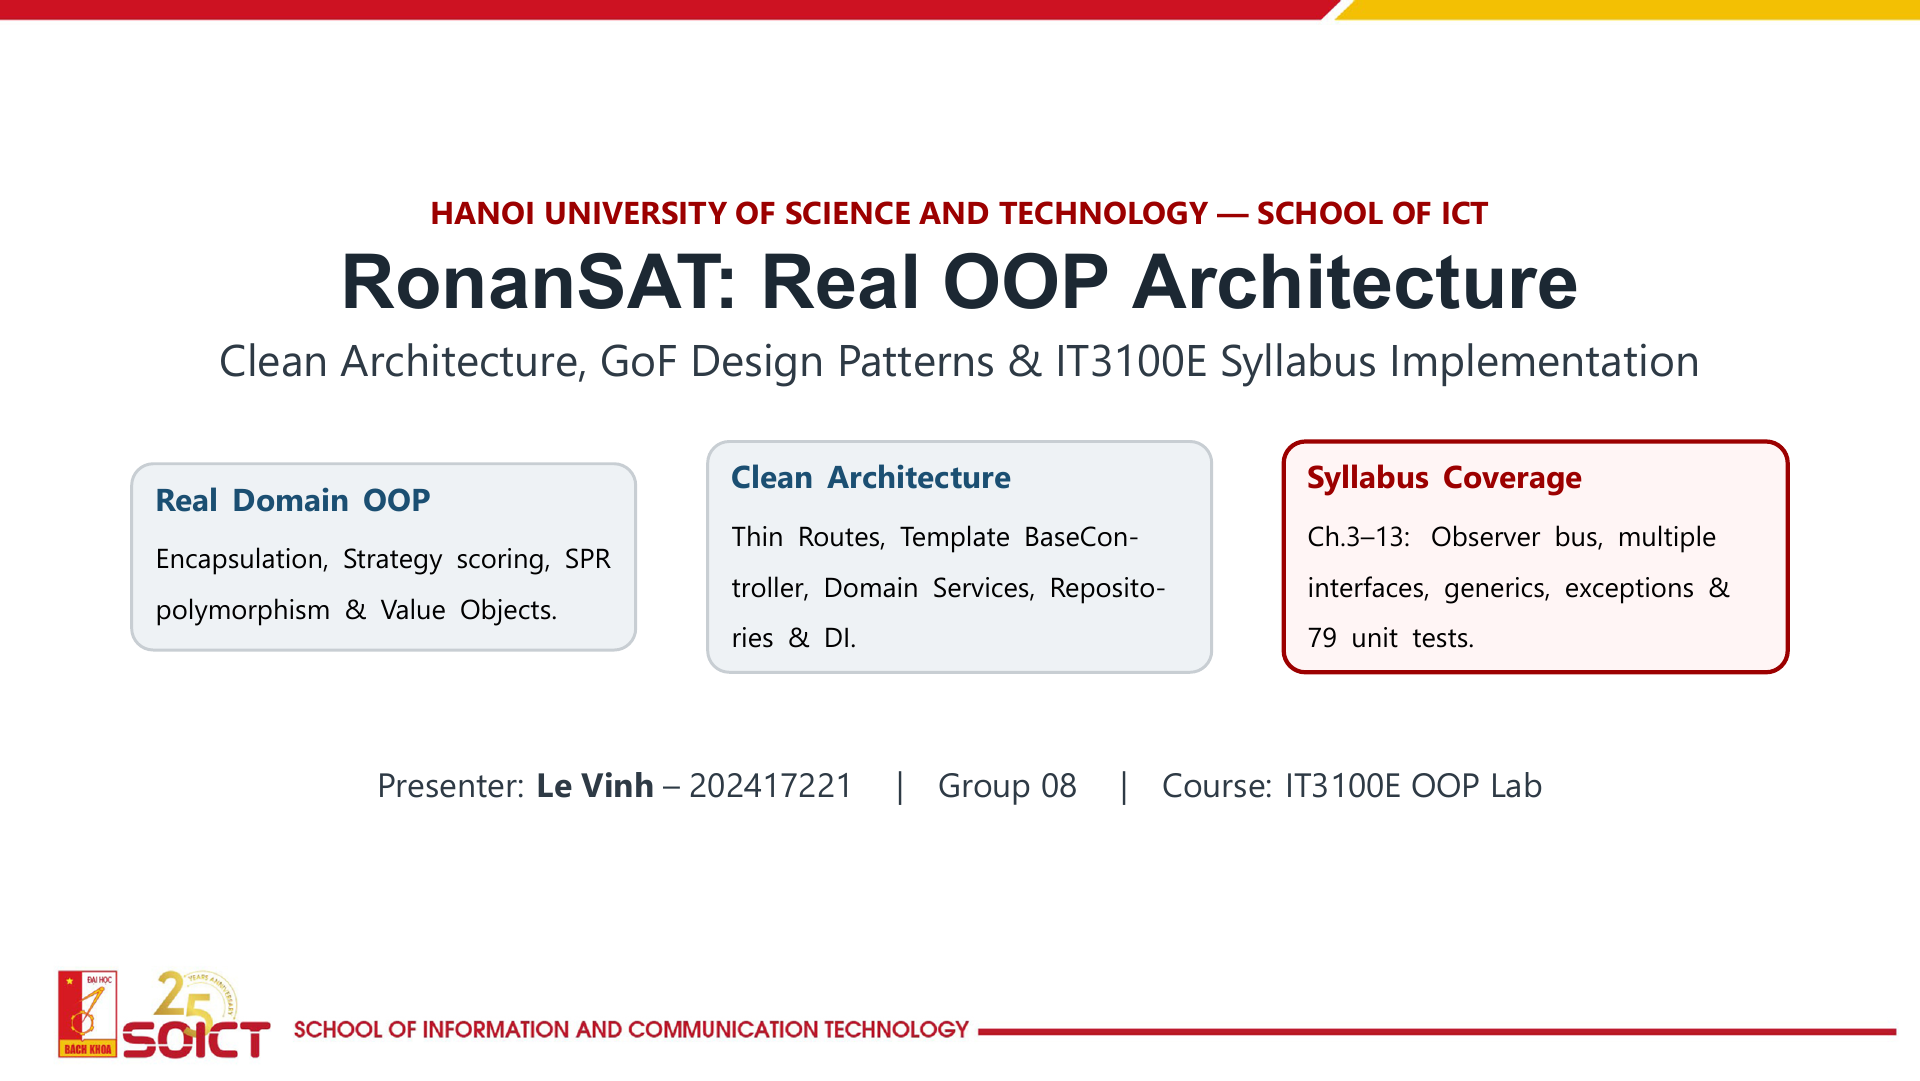 HANOI UNIVERSITY OF SCIENCE AND TECHNOLOGY — SCHOOL OF ICT
RonanSAT: Real OOP Architecture
Clean Architecture, GoF Design Patterns & IT3100E Syllabus Implementation
Real Domain OOP
Encapsulation, Strategy scoring, SPR
polymorphism & Value Objects.
Clean Architecture
Thin Routes, Template BaseCon-
troller, Domain Services, Reposito-
ries & DI.
Syllabus Coverage
Ch.3–13: Observer bus, multiple
interfaces, generics, exceptions &
79 unit tests.
Presenter: Le Vinh – 202417221 | Group 08 | Course: IT3100E OOP Lab
ĐẠI HỌC
BÁCH KHOA
25
YEARS ANNIVERSARY
SOICT
SCHOOL OF INFORMATION AND COMMUNICATION TECHNOLOGY